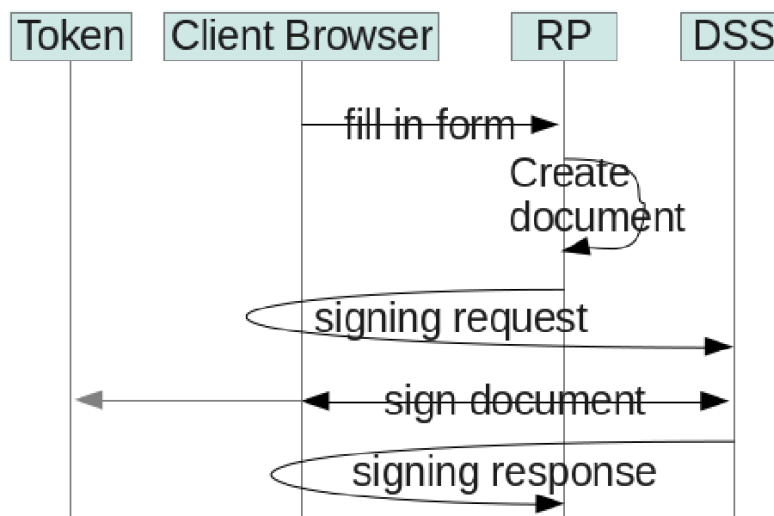 Token
Client Browser
RP
DSS
fill in form
Create
document
signing request
sign document
signing response